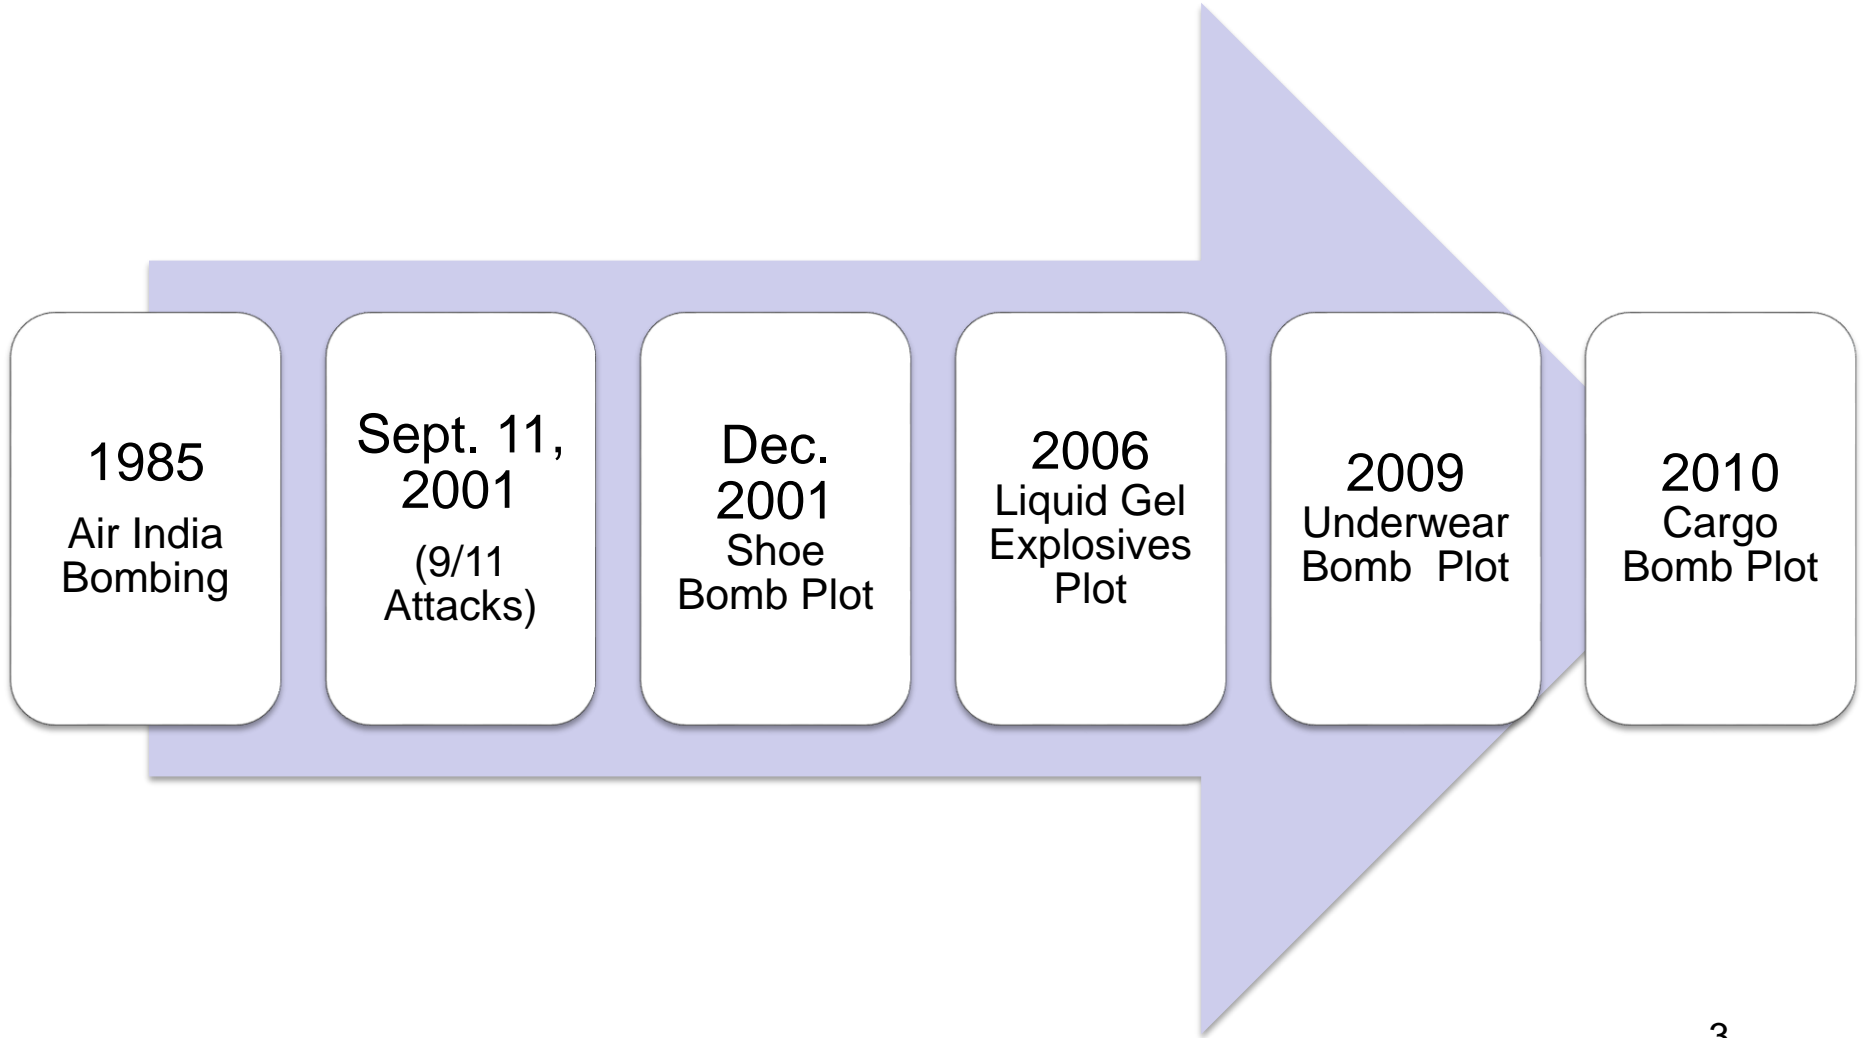 1985
Air India
Bombing
Sept. 11,
2001
(9/11
Attacks)
Dec.
2001
Shoe
Bomb Plot
2006
Liquid Gel
Explosives
Plot
2009
Underwear
Bomb  Plot
2010
Cargo
Bomb Plot
3